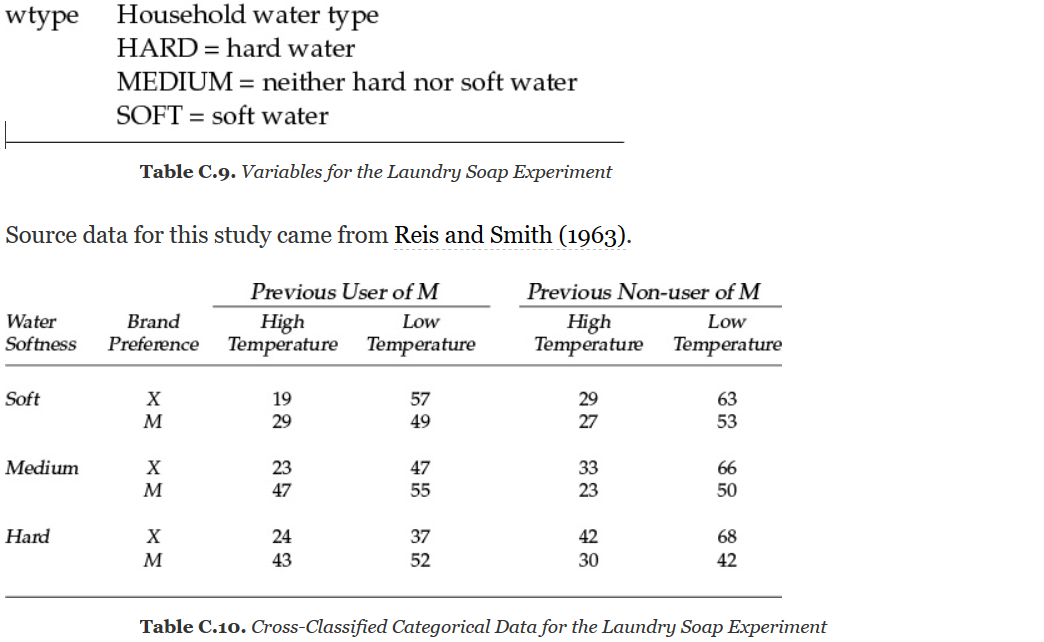 wtype Household water type
HARD = hard water
MEDIUM = neither hard nor soft water
SOFT = soft water
Table C.9. Variables for the Laundry Soap Experiment
Source data for this study came from Reis and Smith (1963).
Previous User of M Previous Non-user of M
Water Brand High Low High Low
Softness Preference Temperature Temperature Temperature Temperature
Soft X 19 57 29 63
M 29 49 27 53
Medium X 23 47 33 66
M 47 55 23 50
Hard X 24 37 42 68
M 43 52 30 42
Table C.10. Cross-Classified Categorical Data for the Laundry Soap Experiment